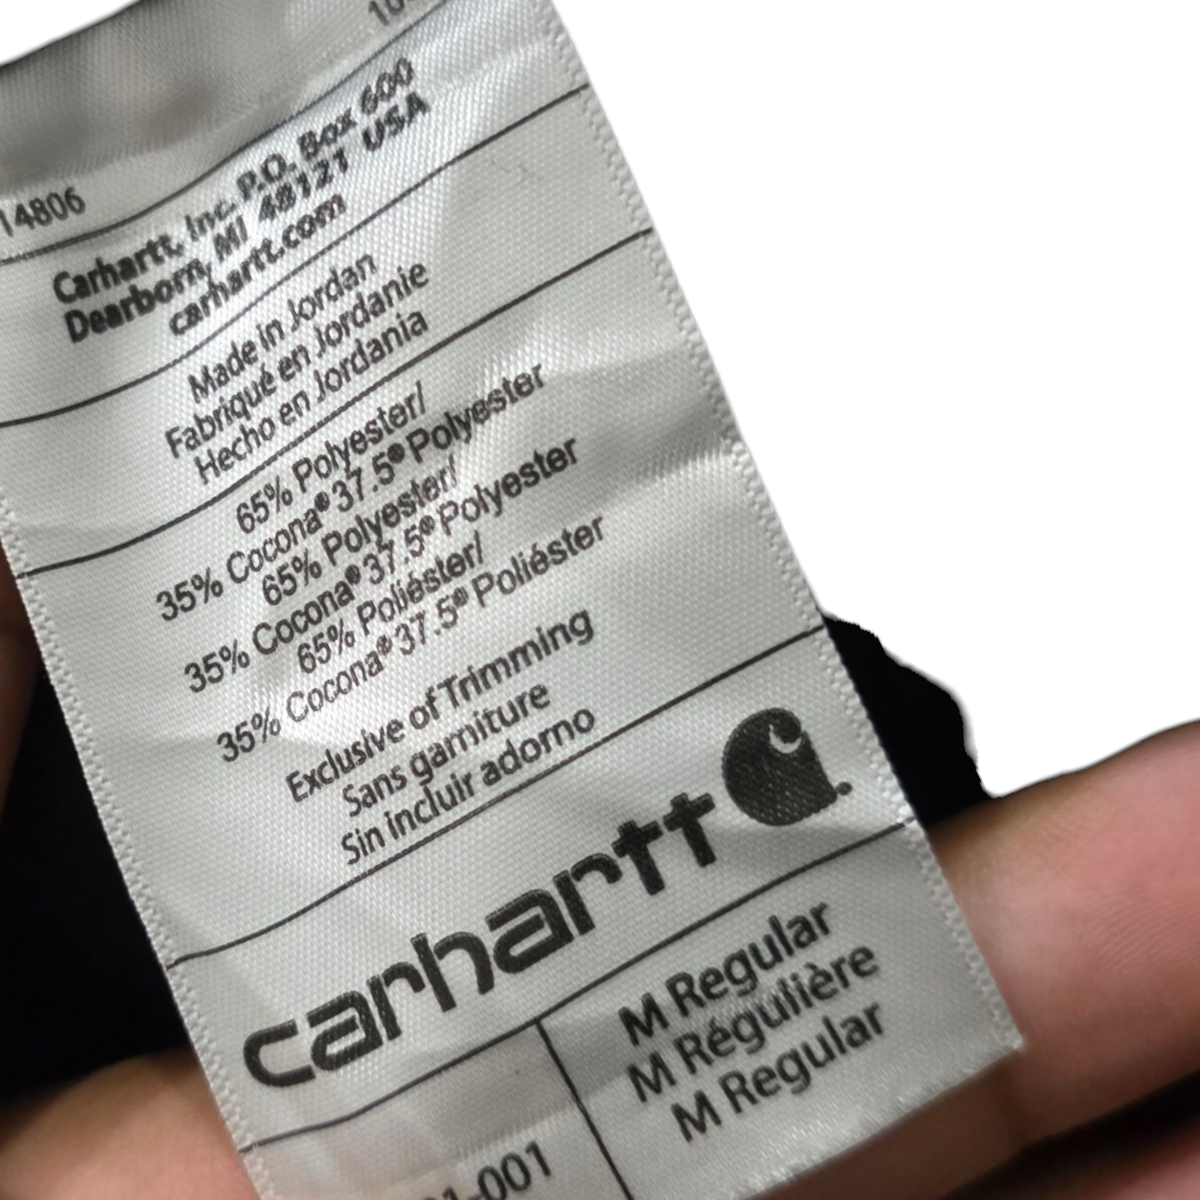 14806
Carhartt, Inc. P.O. Box 600
Dearborn, MI 48121 USA
carhartt.com
Made in Jordan
Fabriqué en Jordanie
Hecho en Jordania
65% Polyester/
35% Cocona® 37.5® Polyester
65% Polyester/
35% Cocona® 37.5® Polyester
65% Poliéster/
35% Cocona® 37.5® Poliéster
Exclusive of Trimming
Sans garniture
Sin incluir adorno
carhartt
M Regular
M Régulière
M Regular
-001